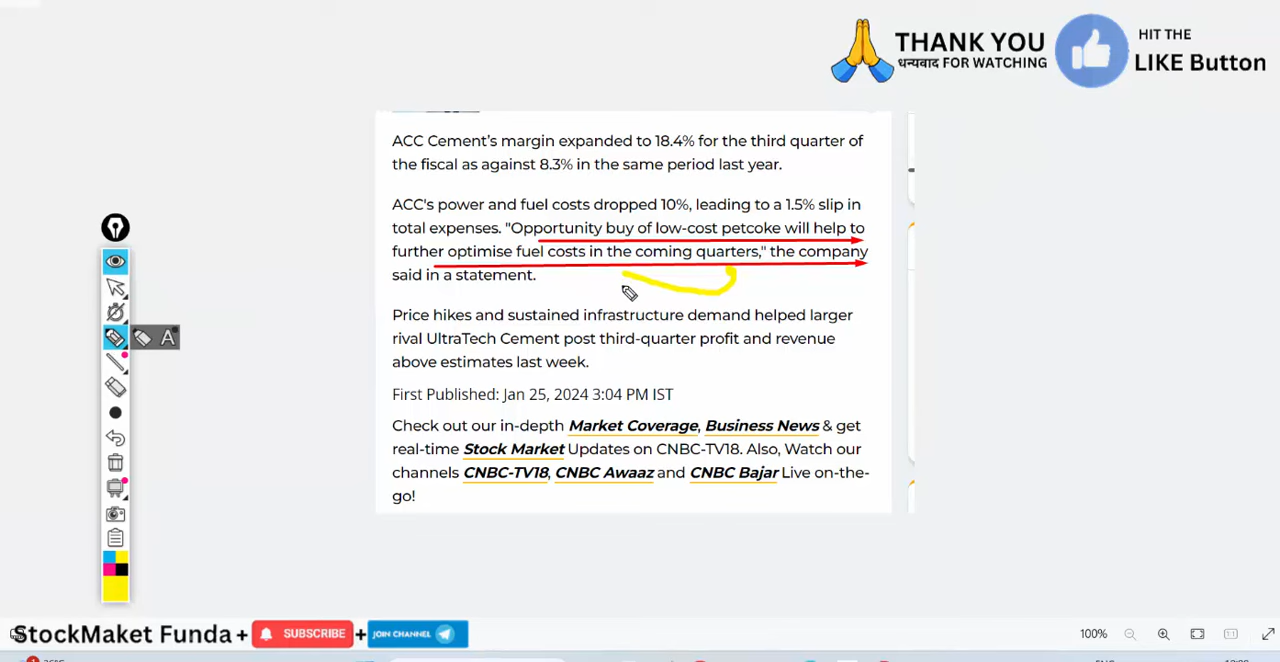 THANK YOU
धन्यवाद FOR WATCHING
HIT THE
LIKE Button
ACC Cement's margin expanded to 18.4% for the third quarter of
the fiscal as against 8.3% in the same period last year.
ACC's power and fuel costs dropped 10%, leading to a 1.5% slip in
total expenses. "Opportunity buy of low-cost petcoke will help to
further optimise fuel costs in the coming quarters," the company
said in a statement.
Price hikes and sustained infrastructure demand helped larger
rival UltraTech Cement post third-quarter profit and revenue
above estimates last week.
First Published: Jan 25, 2024 3:04 PM IST
Check out our in-depth Market Coverage, Business News & get
real-time Stock Market Updates on CNBC-TV18. Also, Watch our
channels CNBC-TV18, CNBC Awaaz and CNBC Bajar Live on-the-
go!
A
StockMaket Funda + SUBSCRIBE + JOIN CHANNEL
100%
1:1